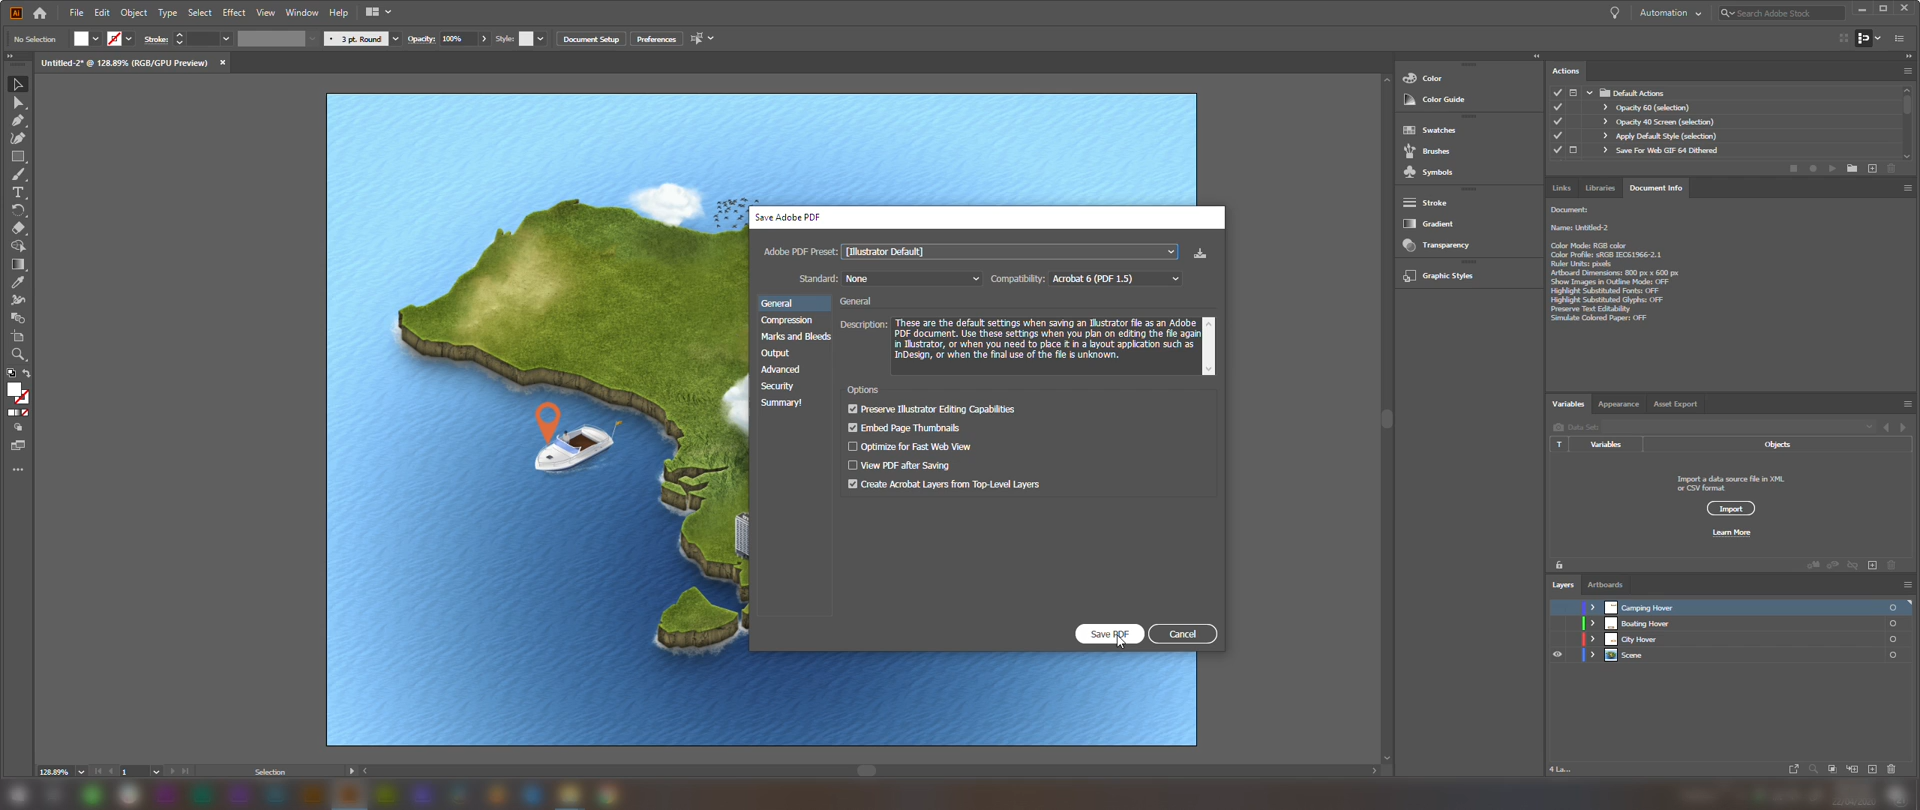 Ai File Edit Object Type Select Effect View Window Help Automation Search Adobe Stock
No Selection Stroke: 3 pt. Round Opacity: 100% Style: Document Setup Preferences
Untitled-2* @ 128.89% (RGB/GPU Preview)
Save Adobe PDF
Adobe PDF Preset: [Illustrator Default]
Standard: None Compatibility: Acrobat 6 (PDF 1.5)
General
Compression
Marks and Bleeds
Output
Advanced
Security
Summary!
General
Description: These are the default settings when saving an Illustrator file as an Adobe
PDF document. Use these settings when you plan on editing the file again
in Illustrator, or when you need to place it in a layout application such as
InDesign, or when the final use of the file is unknown.
Options
Preserve Illustrator Editing Capabilities
Embed Page Thumbnails
Optimize for Fast Web View
View PDF after Saving
Create Acrobat Layers from Top-Level Layers
Save PDF Cancel
Color
Color Guide
Swatches
Brushes
Symbols
Stroke
Gradient
Transparency
Graphic Styles
Actions
Default Actions
Opacity 60 (selection)
Opacity 40 Screen (selection)
Apply Default Style (selection)
Save For Web GIF 64 Dithered
Links Libraries Document Info
Document:
Name: Untitled-2
Color Mode: RGB color
Color Profile: sRGB IEC61966-2.1
Ruler Units: pixels
Artboard Dimensions: 800 px x 600 px
Show Images in Outline Mode: OFF
Highlight Substituted Fonts: OFF
Highlight Substituted Glyphs: OFF
Preserve Text Editability
Simulate Colored Paper: OFF
Variables Appearance Asset Export
Data Set:
T Variables Objects
Import a data source file in XML
or CSV format
Import
Learn More
Layers Artboards
Camping Hover
Boating Hover
City Hover
Scene
4 La...
128.89% 1 Selection